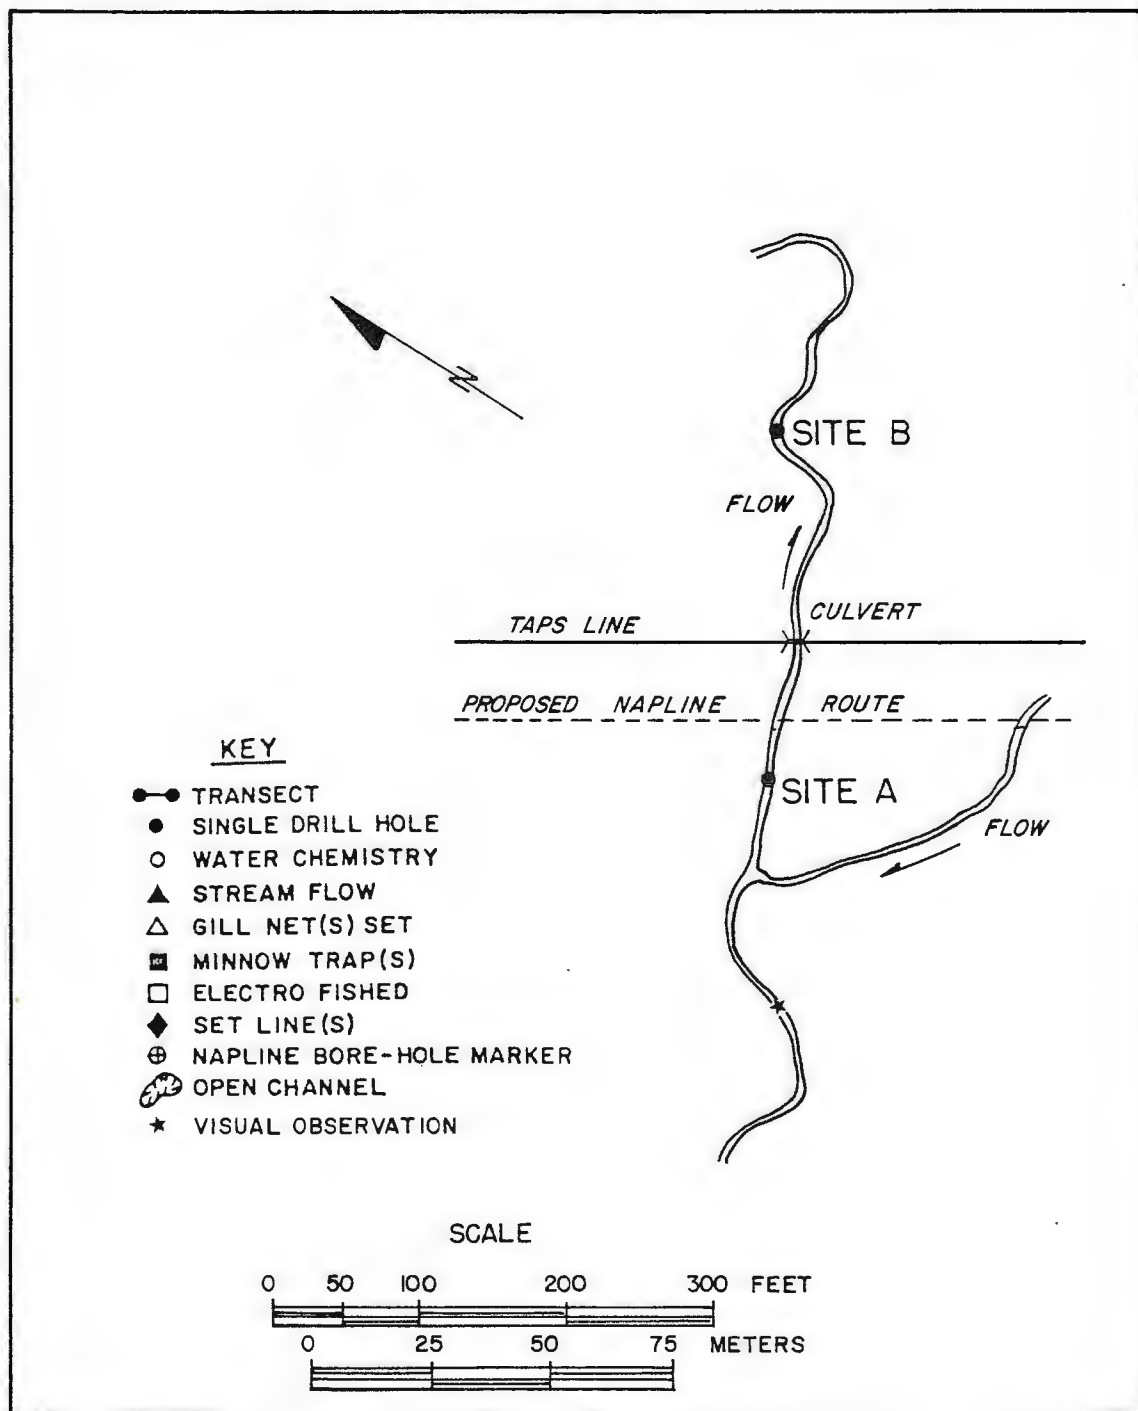 N
SITE B
FLOW
CULVERT
TAPS LINE
PROPOSED NAPLINE ROUTE
SITE A
FLOW
KEY
TRANSECT
SINGLE DRILL HOLE
WATER CHEMISTRY
STREAM FLOW
GILL NET(S) SET
MINNOW TRAP(S)
ELECTRO FISHED
SET LINE(S)
NAPLINE BORE-HOLE MARKER
OPEN CHANNEL
VISUAL OBSERVATION
SCALE
0 50 100 200 300 FEET
0 25 50 75 METERS